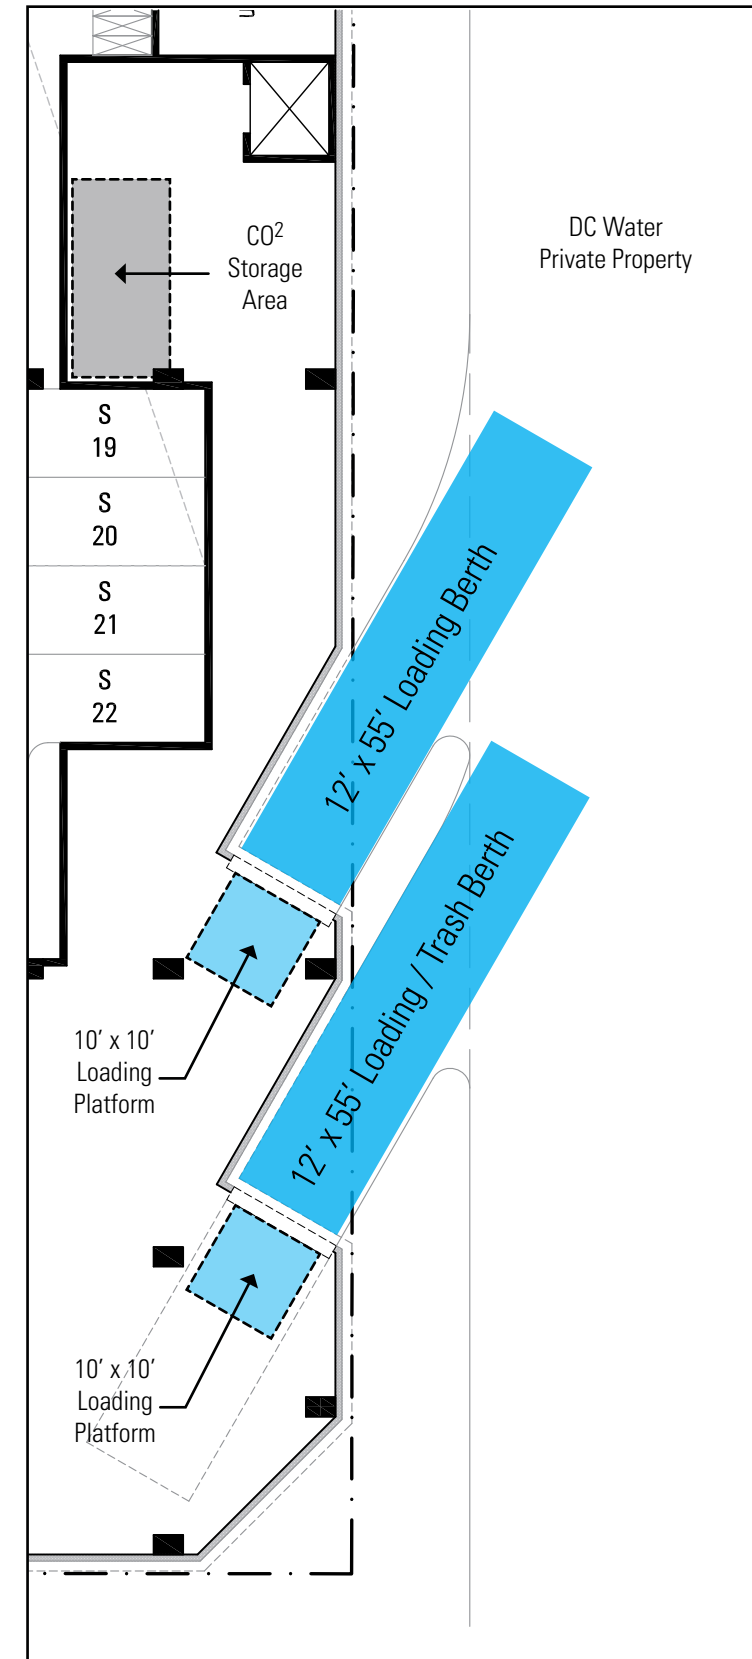 CO2
Storage
Area
DC Water
Private Property
S
19
S
20
S
21
S
22
12' x 55' Loading Berth
12' x 55' Loading / Trash Berth
10' x 10'
Loading
Platform
10' x 10'
Loading
Platform